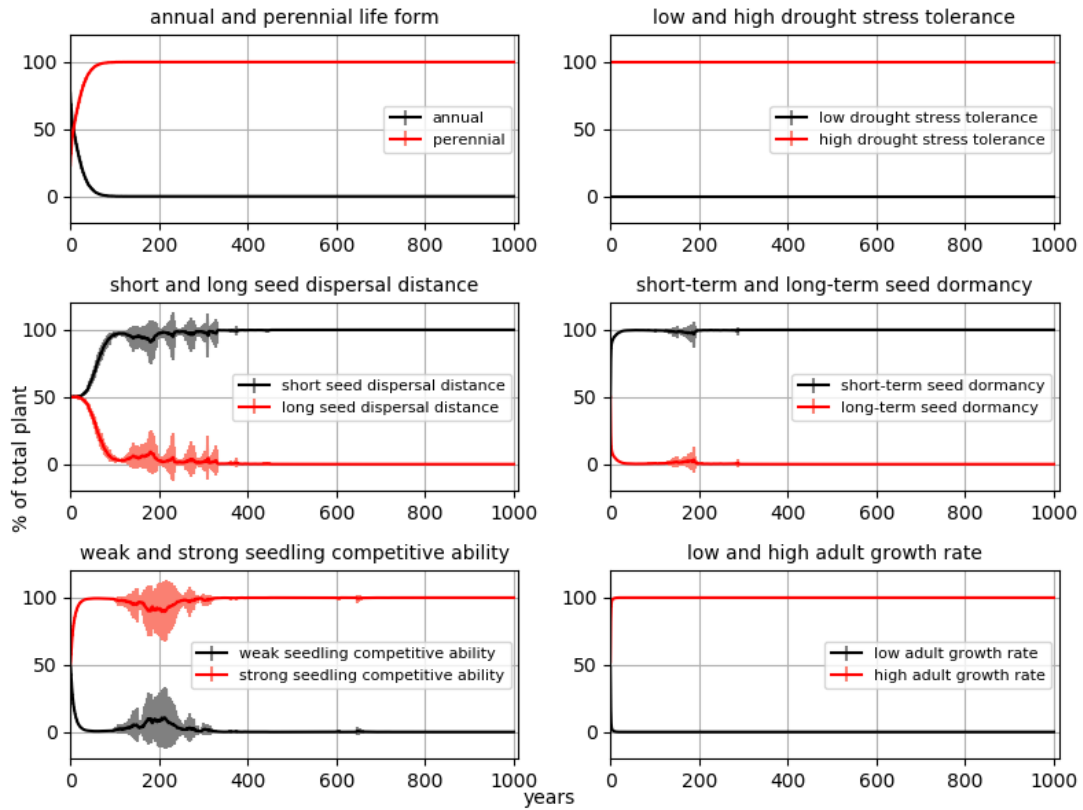 annual and perennial life form
100
50
0
annual
perennial
0 200 400 600 800 1000
low and high drought stress tolerance
100
50
0
low drought stress tolerance
high drought stress tolerance
0 200 400 600 800 1000
short and long seed dispersal distance
100
50
0
short seed dispersal distance
long seed dispersal distance
0 200 400 600 800 1000
short-term and long-term seed dormancy
100
50
0
short-term seed dormancy
long-term seed dormancy
0 200 400 600 800 1000
% of total plant
weak and strong seedling competitive ability
100
50
0
weak seedling competitive ability
strong seedling competitive ability
0 200 400 600 800 1000
low and high adult growth rate
100
50
0
low adult growth rate
high adult growth rate
0 200 400 600 800 1000
years